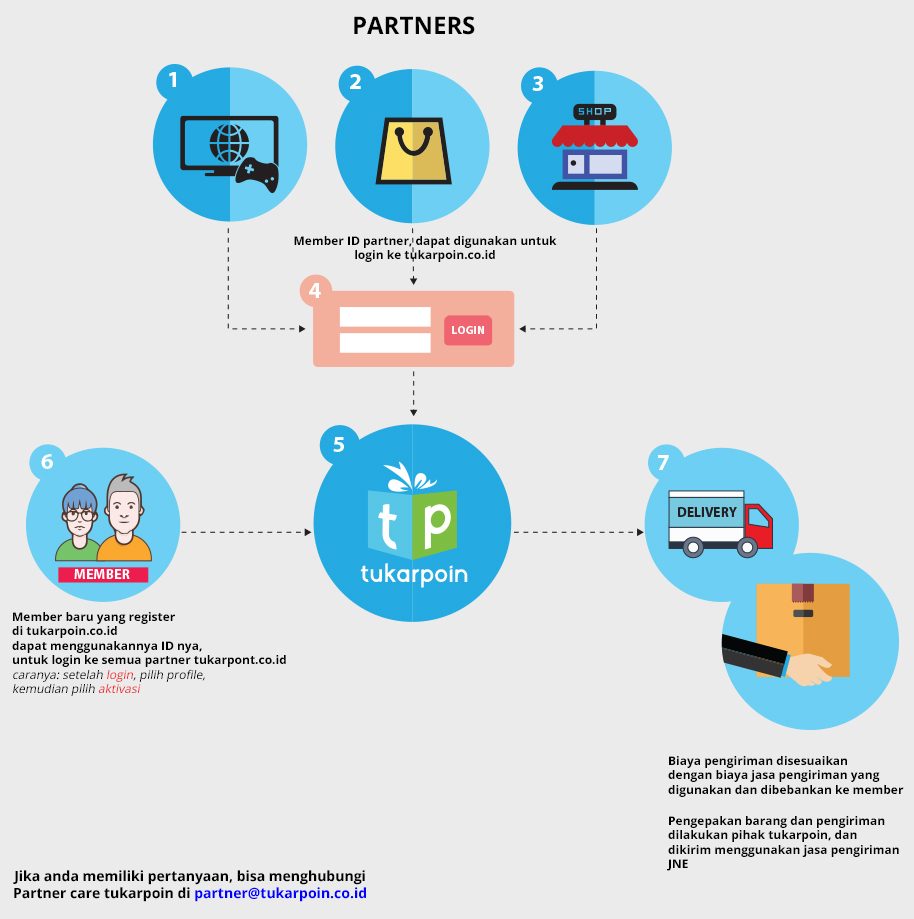 PARTNERS
1
2
3
SHOP
Member ID partner, dapat digunakan untuk
login ke tukarpoin.co.id
4
LOGIN
5
tp
tukarpoin
6
MEMBER
Member baru yang register
di tukarpoin.co.id
dapat menggunakannya ID nya,
untuk login ke semua partner tukarpont.co.id
caranya: setelah login, pilih profile,
kemudian pilih aktivasi
7
DELIVERY
Biaya pengiriman disesuaikan
dengan biaya jasa pengiriman yang
digunakan dan dibebankan ke member
Pengepakan barang dan pengiriman
dilakukan pihak tukarpoin, dan
dikirim menggunakan jasa pengiriman
JNE
Jika anda memiliki pertanyaan, bisa menghubungi
Partner care tukarpoin di partner@tukarpoin.co.id